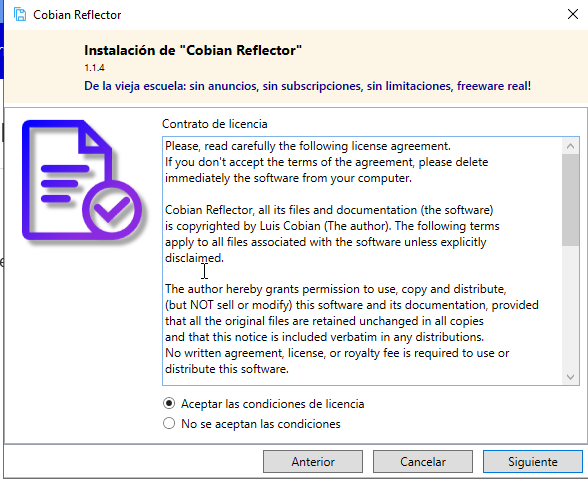 Cobian Reflector
Instalación de "Cobian Reflector"
1.1.4
De la vieja escuela: sin anuncios, sin subscripciones, sin limitaciones, freeware real!
Contrato de licencia
Please, read carefully the following license agreement.
If you don't accept the terms of the agreement, please delete
immediately the software from your computer.
Cobian Reflector, all its files and documentation (the software)
is copyrighted by Luis Cobian (The author). The following terms
apply to all files associated with the software unless explicitly
disclaimed.
The author hereby grants permission to use, copy and distribute,
(but NOT sell or modify) this software and its documentation, provided
that all the original files are retained unchanged in all copies
and that this notice is included verbatim in any distributions.
No written agreement, license, or royalty fee is required to use or
distribute this software.
Aceptar las condiciones de licencia
No se aceptan las condiciones
Anterior
Cancelar
Siguiente